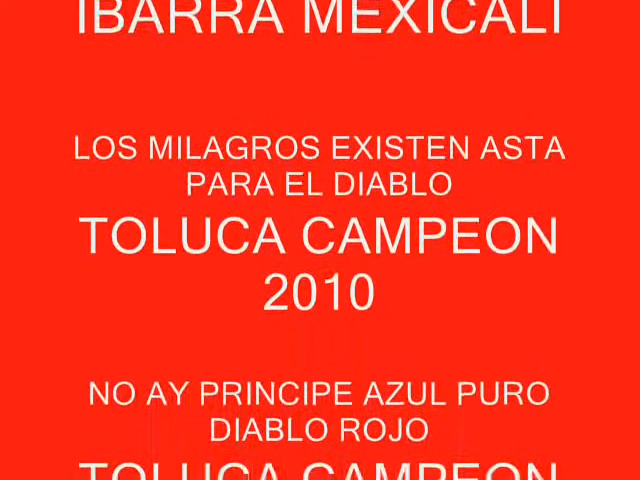 IBARRA MEXICALI
LOS MILAGROS EXISTEN ASTA
PARA EL DIABLO
TOLUCA CAMPEON
2010
NO AY PRINCIPE AZUL PURO
DIABLO ROJO
TOLUCA CAMPEON